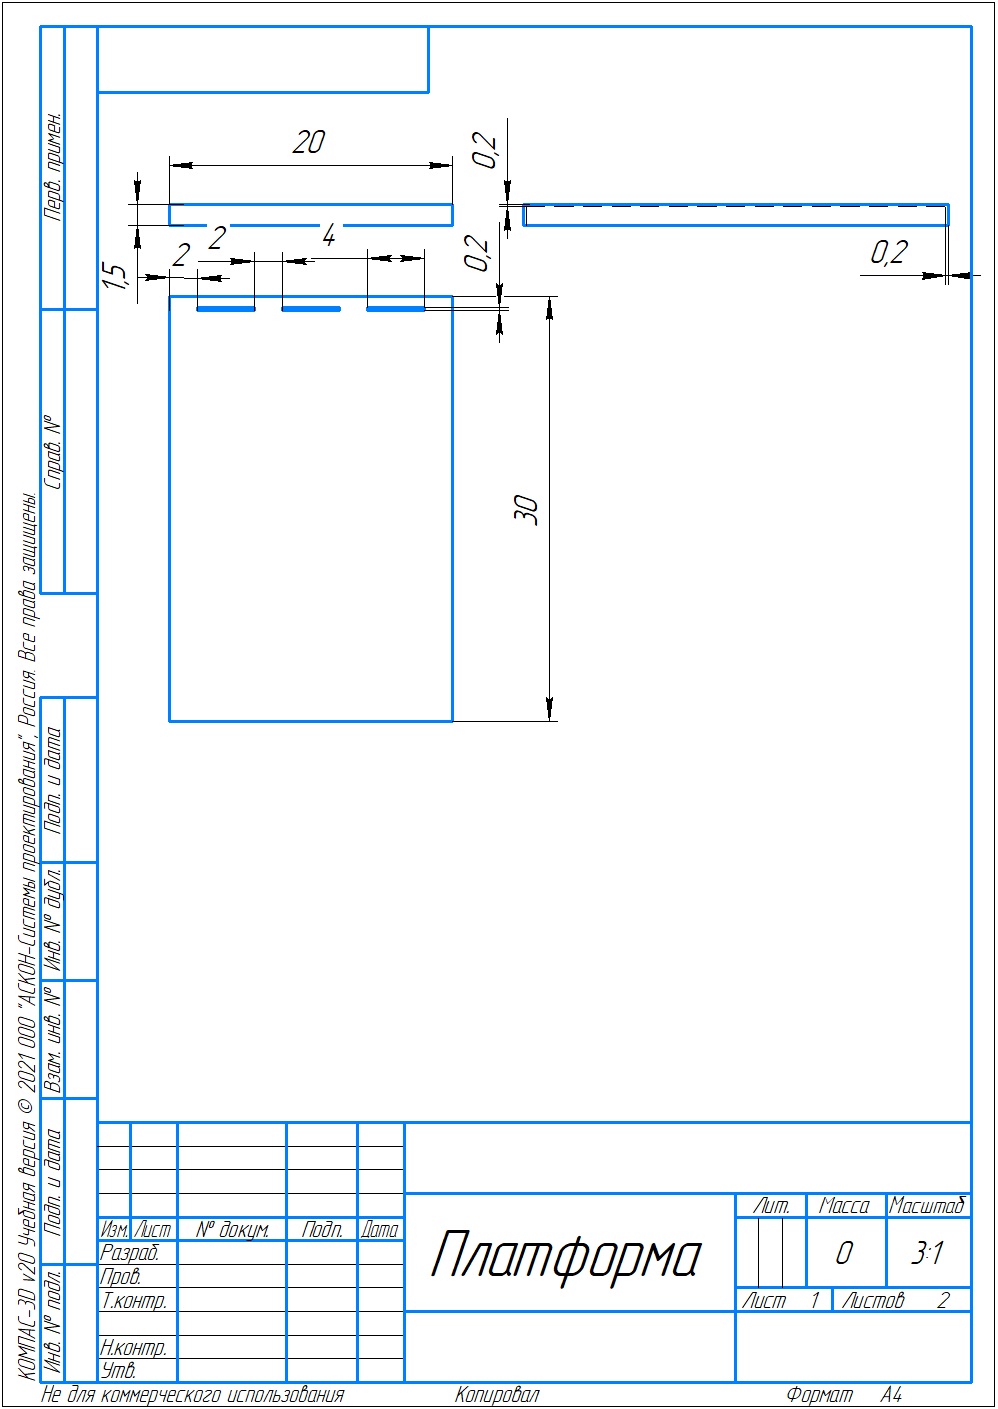 20
0,2
1,5
2
2
4
0,2
0,2
30
Перв. примен.
Справ. №
Подп. и дата
Инв. № дубл.
Взам. инв. №
Подп. и дата
Инв. № подл.
КОМПАС-3D v20 Учебная версия © 2021 ООО "АСКОН-Системы проектирования", Россия. Все права защищены.
Лит. Масса Масштаб
Изм. Лист № докум. Подп. Дата
Разраб.
Пров.
Т.контр.
Н.контр.
Утв.
Платформа
0 3:1
Лист 1 Листов 2
Не для коммерческого использования Копировал Формат А4